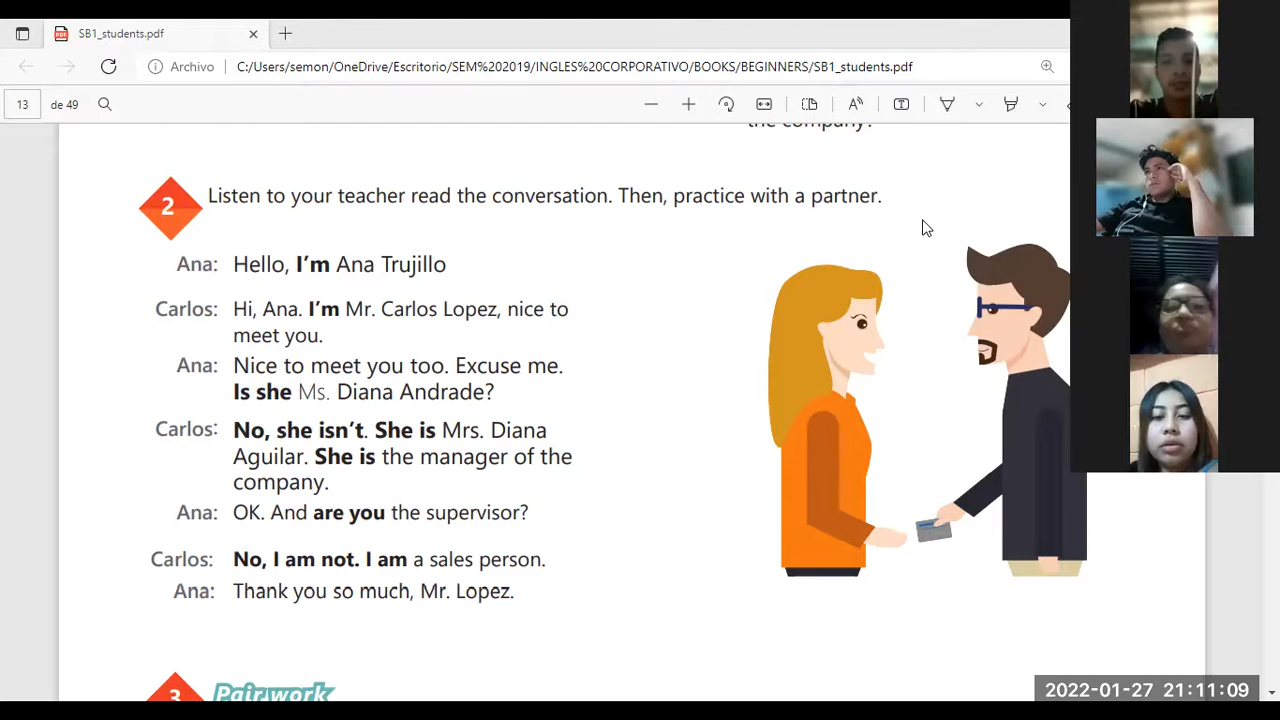 SB1_students.pdf
Archivo
C:/Users/semon/OneDrive/Escritorio/SEM%202019/INGLES%20CORPORATIVO/BOOKS/BEGINNERS/SB1_students.pdf
13 de 49
the company?
2 Listen to your teacher read the conversation. Then, practice with a partner.
Ana: Hello, I'm Ana Trujillo
Carlos: Hi, Ana. I'm Mr. Carlos Lopez, nice to
meet you.
Ana: Nice to meet you too. Excuse me.
Is she Ms. Diana Andrade?
Carlos: No, she isn't. She is Mrs. Diana
Aguilar. She is the manager of the
company.
Ana: OK. And are you the supervisor?
Carlos: No, I am not. I am a sales person.
Ana: Thank you so much, Mr. Lopez.
3 Pair work
2022-01-27 21:11:09